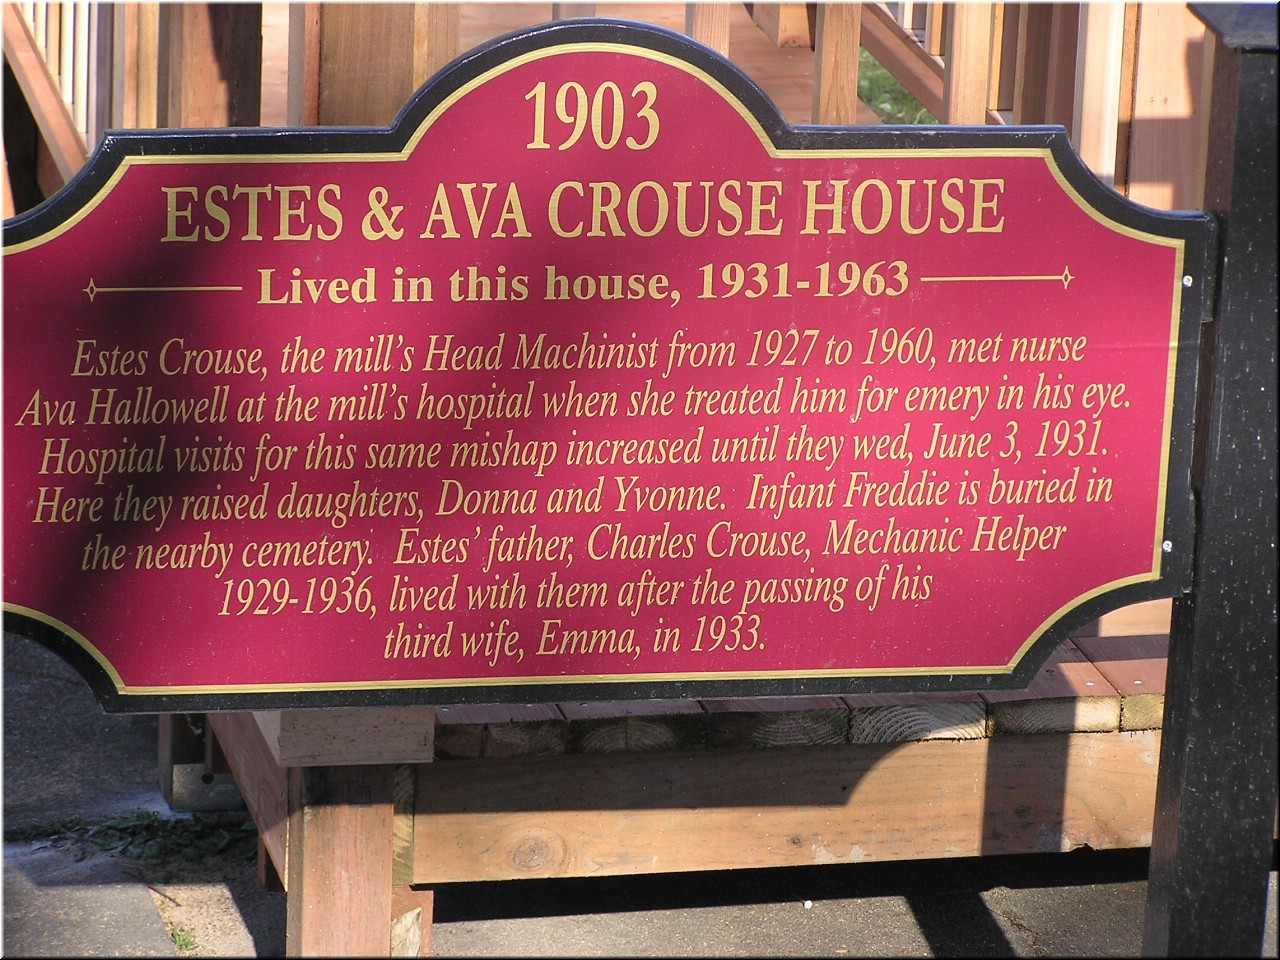 1903
ESTES & AVA CROUSE HOUSE
Lived in this house, 1931-1963
Estes Crouse, the mill's Head Machinist from 1927 to 1960, met nurse
Ava Hallowell at the mill's hospital when she treated him for emery in his eye.
Hospital visits for this same mishap increased until they wed, June 3, 1931.
Here they raised daughters, Donna and Yvonne. Infant Freddie is buried in
the nearby cemetery. Estes' father, Charles Crouse, Mechanic Helper
1929-1936, lived with them after the passing of his
third wife, Emma, in 1933.